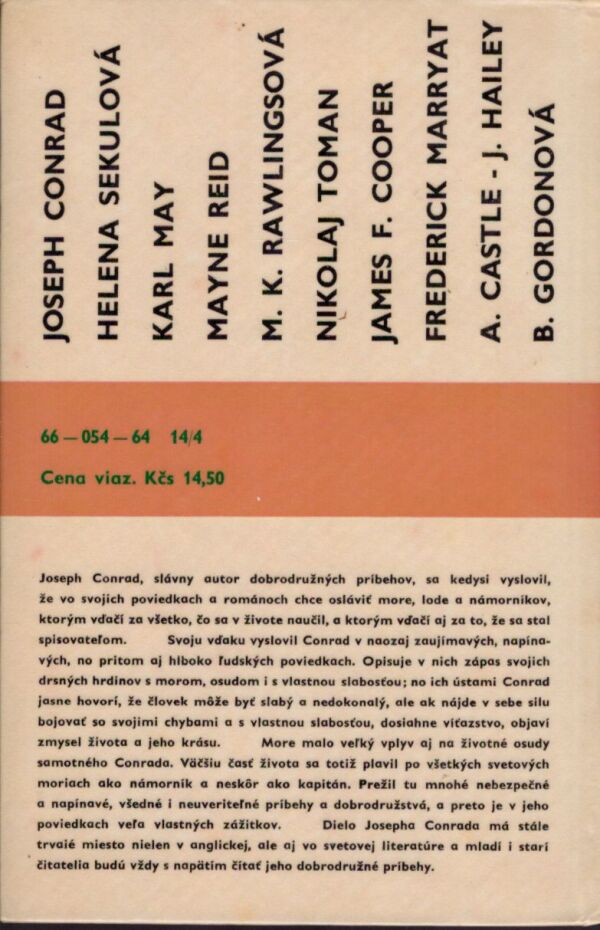 JOSEPH CONRAD
HELENA SEKULOVÁ
KARL MAY
MAYNE REID
M. K. RAWLINGSOVÁ
NIKOLAJ TOMAN
JAMES F. COOPER
FREDERICK MARRYAT
A. CASTLE - J. HAILEY
B. GORDONOVÁ
66 — 054 — 64 14/4
Cena viaz. Kčs 14,50
Joseph Conrad, slávny autor dobrodružných príbehov, sa kedysi vyslovil,
že vo svojich poviedkach a románoch chce osláviť more, lode a námorníkov,
ktorým vďačí za všetko, čo sa v živote naučil, a ktorým vďačí aj za to, že sa stal
spisovateľom. Svoju vďaku vyslovil Conrad v naozaj zaujímavých, napína-
vých, no pritom aj hlboko ľudských poviedkach. Opisuje v nich zápas svojich
drsných hrdinov s morom, osudom i s vlastnou slabosťou; no ich ústami Conrad
jasne hovorí, že človek môže byť slabý a nedokonalý, ale ak nájde v sebe silu
bojovať so svojimi chybami a s vlastnou slabosťou, dosiahne víťazstvo, objaví
zmysel života a jeho krásu. More malo veľký vplyv aj na životné osudy
samotného Conrada. Väčšiu časť života sa totiž plavil po všetkých svetových
moriach ako námorník a neskôr ako kapitán. Prežil tu mnohé nebezpečné
a napínavé, všedné i neuveriteľné príbehy a dobrodružstvá, a preto je v jeho
poviedkach veľa vlastných zážitkov. Dielo Josepha Conrada má stále
trvalé miesto nielen v anglickej, ale aj vo svetovej literatúre a mladí i starí
čitatelia budú vždy s napätím čítať jeho dobrodružné príbehy.